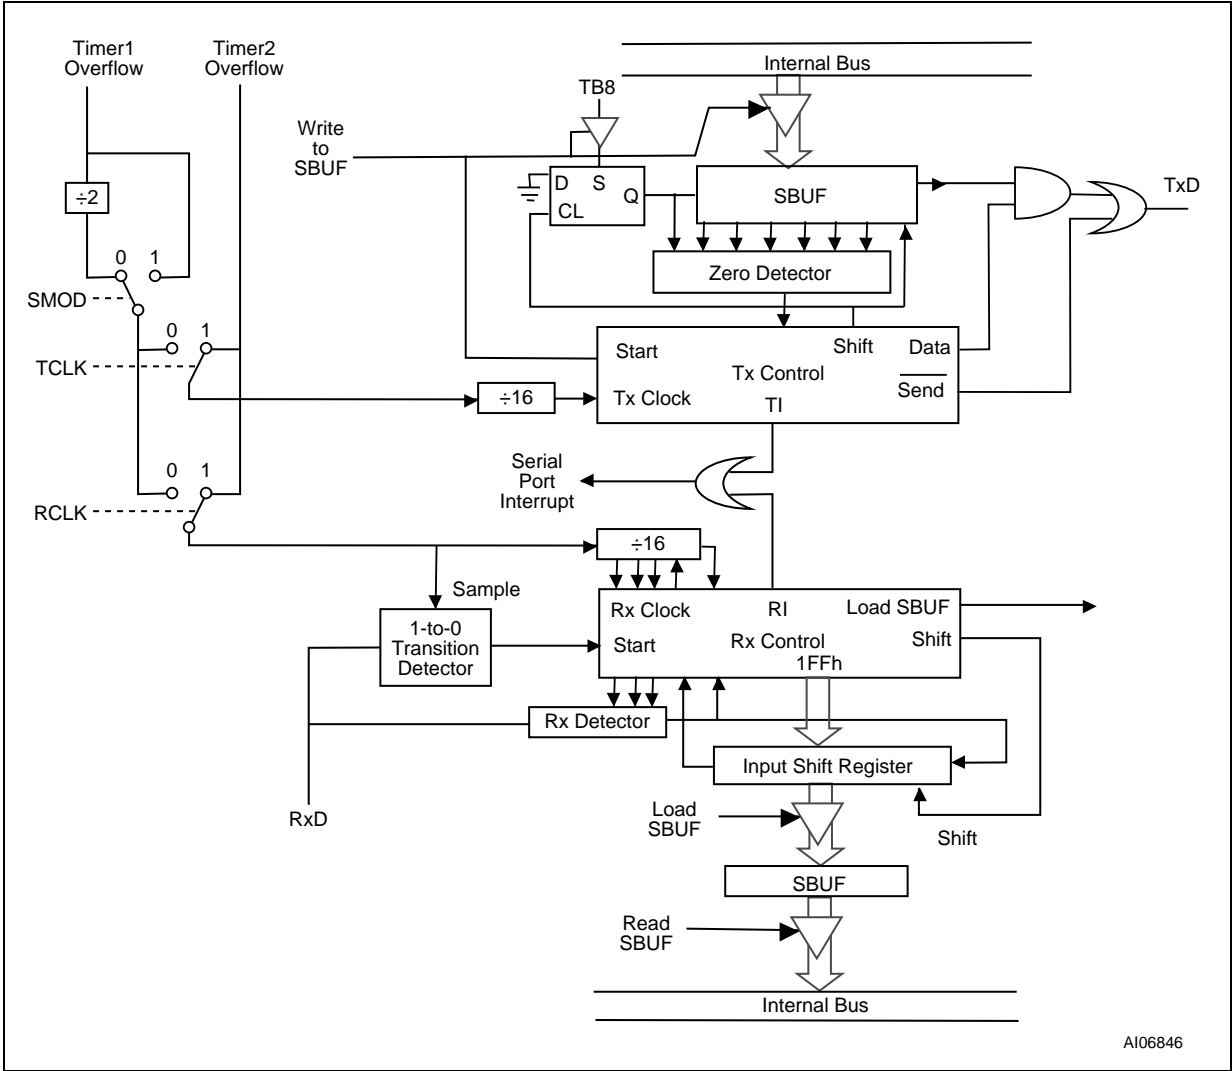 Timer1
Overflow
Timer2
Overflow
Internal Bus
TB8
Write
to
SBUF
÷2
D S
Q
CL
SBUF
TxD
0 1
Zero Detector
SMOD
0 1
TCLK
Start
Shift
Data
Tx Control
Send
÷16
Tx Clock
TI
Serial
Port
Interrupt
0 1
RCLK
÷16
Sample
Rx Clock
RI
Load SBUF
1-to-0
Transition
Detector
Start
Rx Control
Shift
1FFh
Rx Detector
Input Shift Register
RxD
Load
SBUF
Shift
SBUF
Read
SBUF
Internal Bus
AI06846